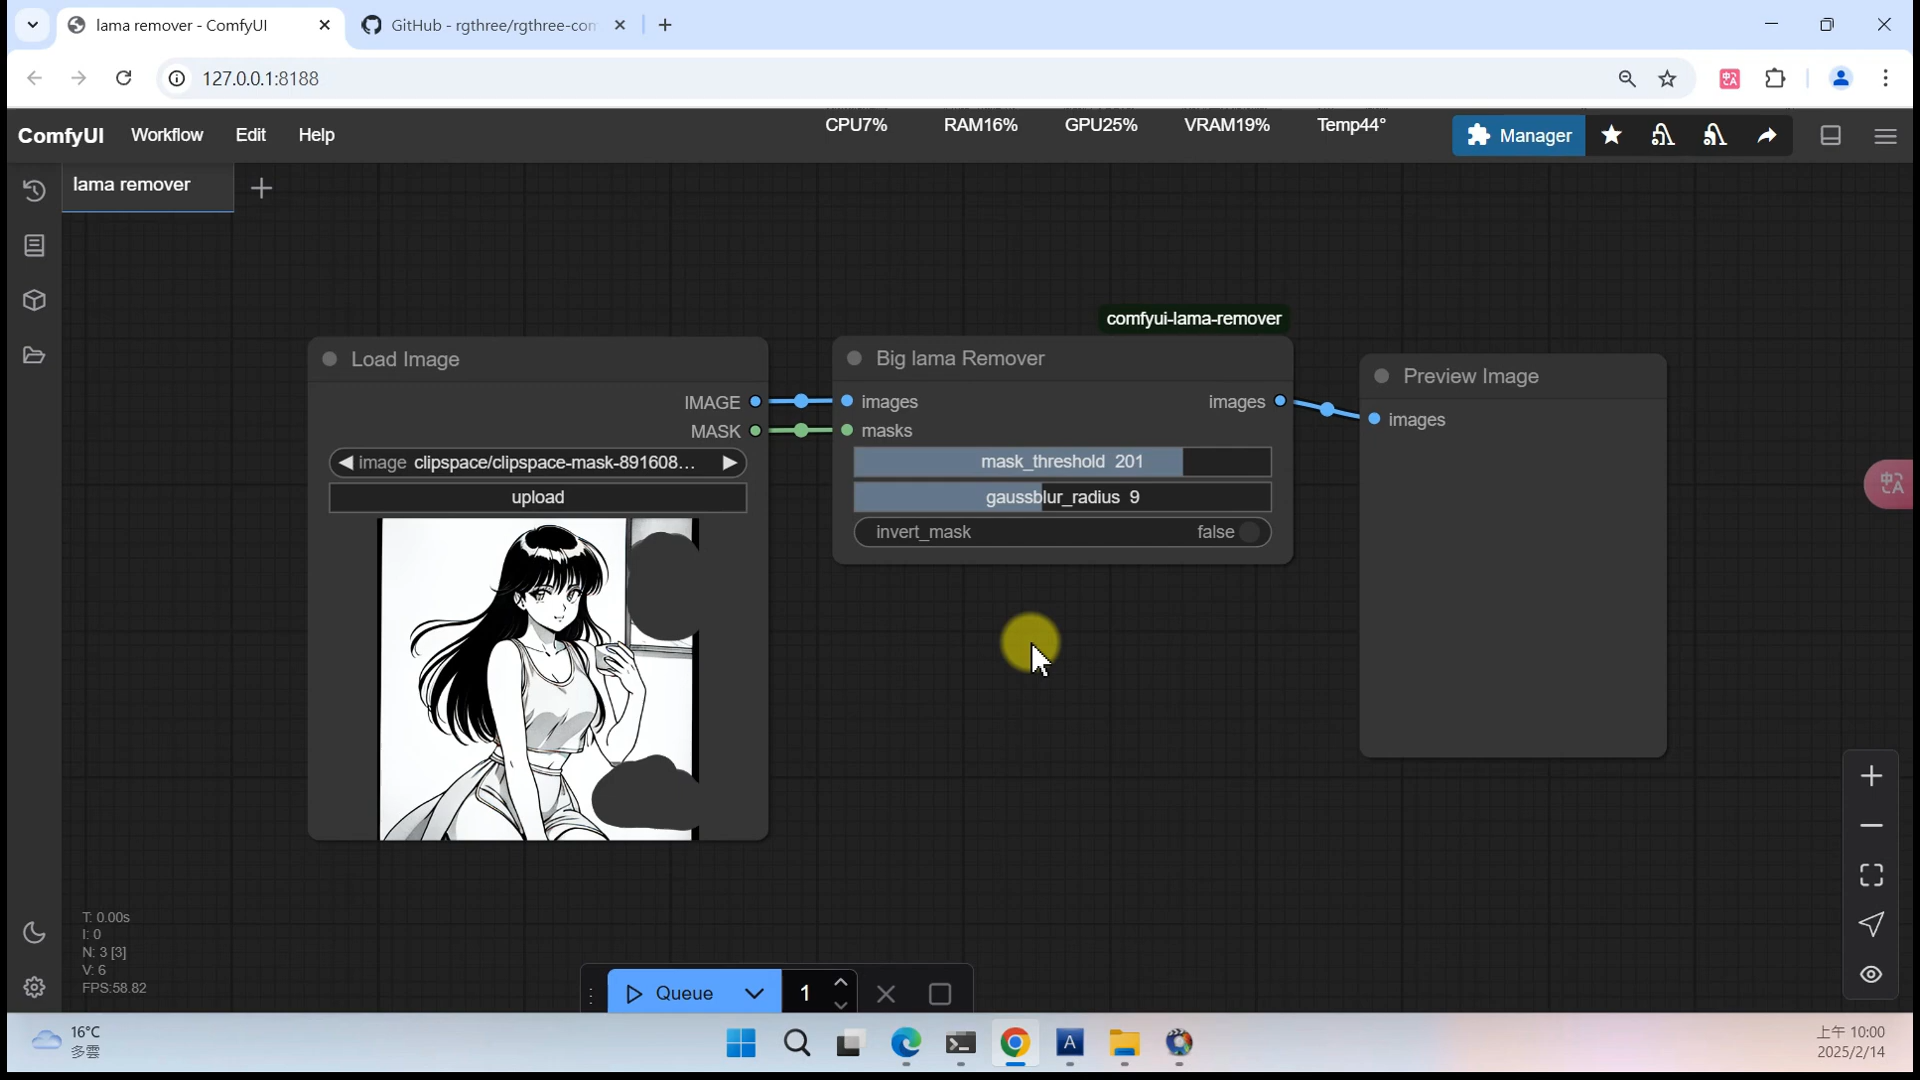 lama remover - ComfyUI
GitHub - rgthree/rgthree-con
127.0.0.1:8188
ComfyUI
Workflow
Edit
Help
CPU7%
RAM16%
GPU25%
VRAM19%
Temp44°
Manager
lama remover
comfyui-lama-remover
Load Image
IMAGE
MASK
image clipspace/clipspace-mask-891608...
upload
Big lama Remover
images
images
masks
mask_threshold 201
gaussblur_radius 9
invert_mask
false
Preview Image
images
T: 0.00s
I: 0
N: 3 [3]
V: 6
FPS:58.82
Queue
1
16°C
多雲
上午 10:00
2025/2/14